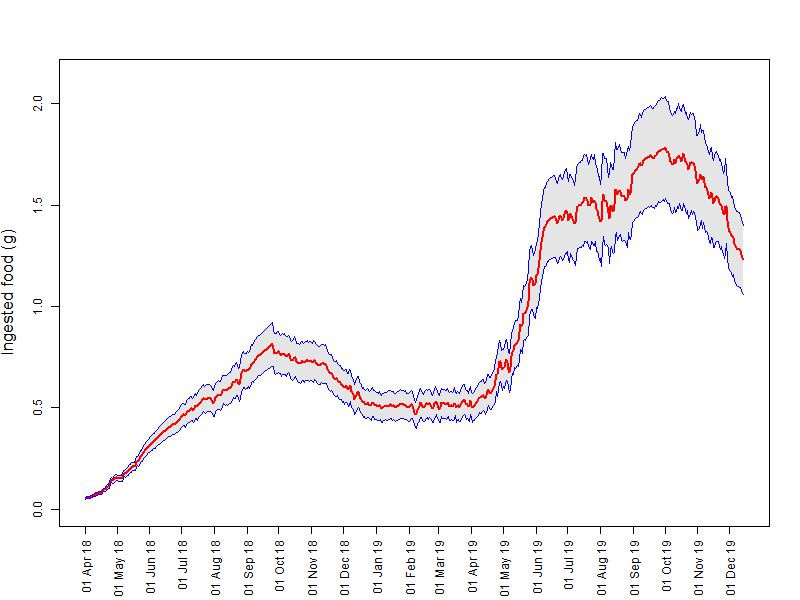 Ingested food (g)
2.0
1.5
1.0
0.5
0.0
01 Apr 18
01 May 18
01 Jun 18
01 Jul 18
01 Aug 18
01 Sep 18
01 Oct 18
01 Nov 18
01 Dec 18
01 Jan 19
01 Feb 19
01 Mar 19
01 Apr 19
01 May 19
01 Jun 19
01 Jul 19
01 Aug 19
01 Sep 19
01 Oct 19
01 Nov 19
01 Dec 19